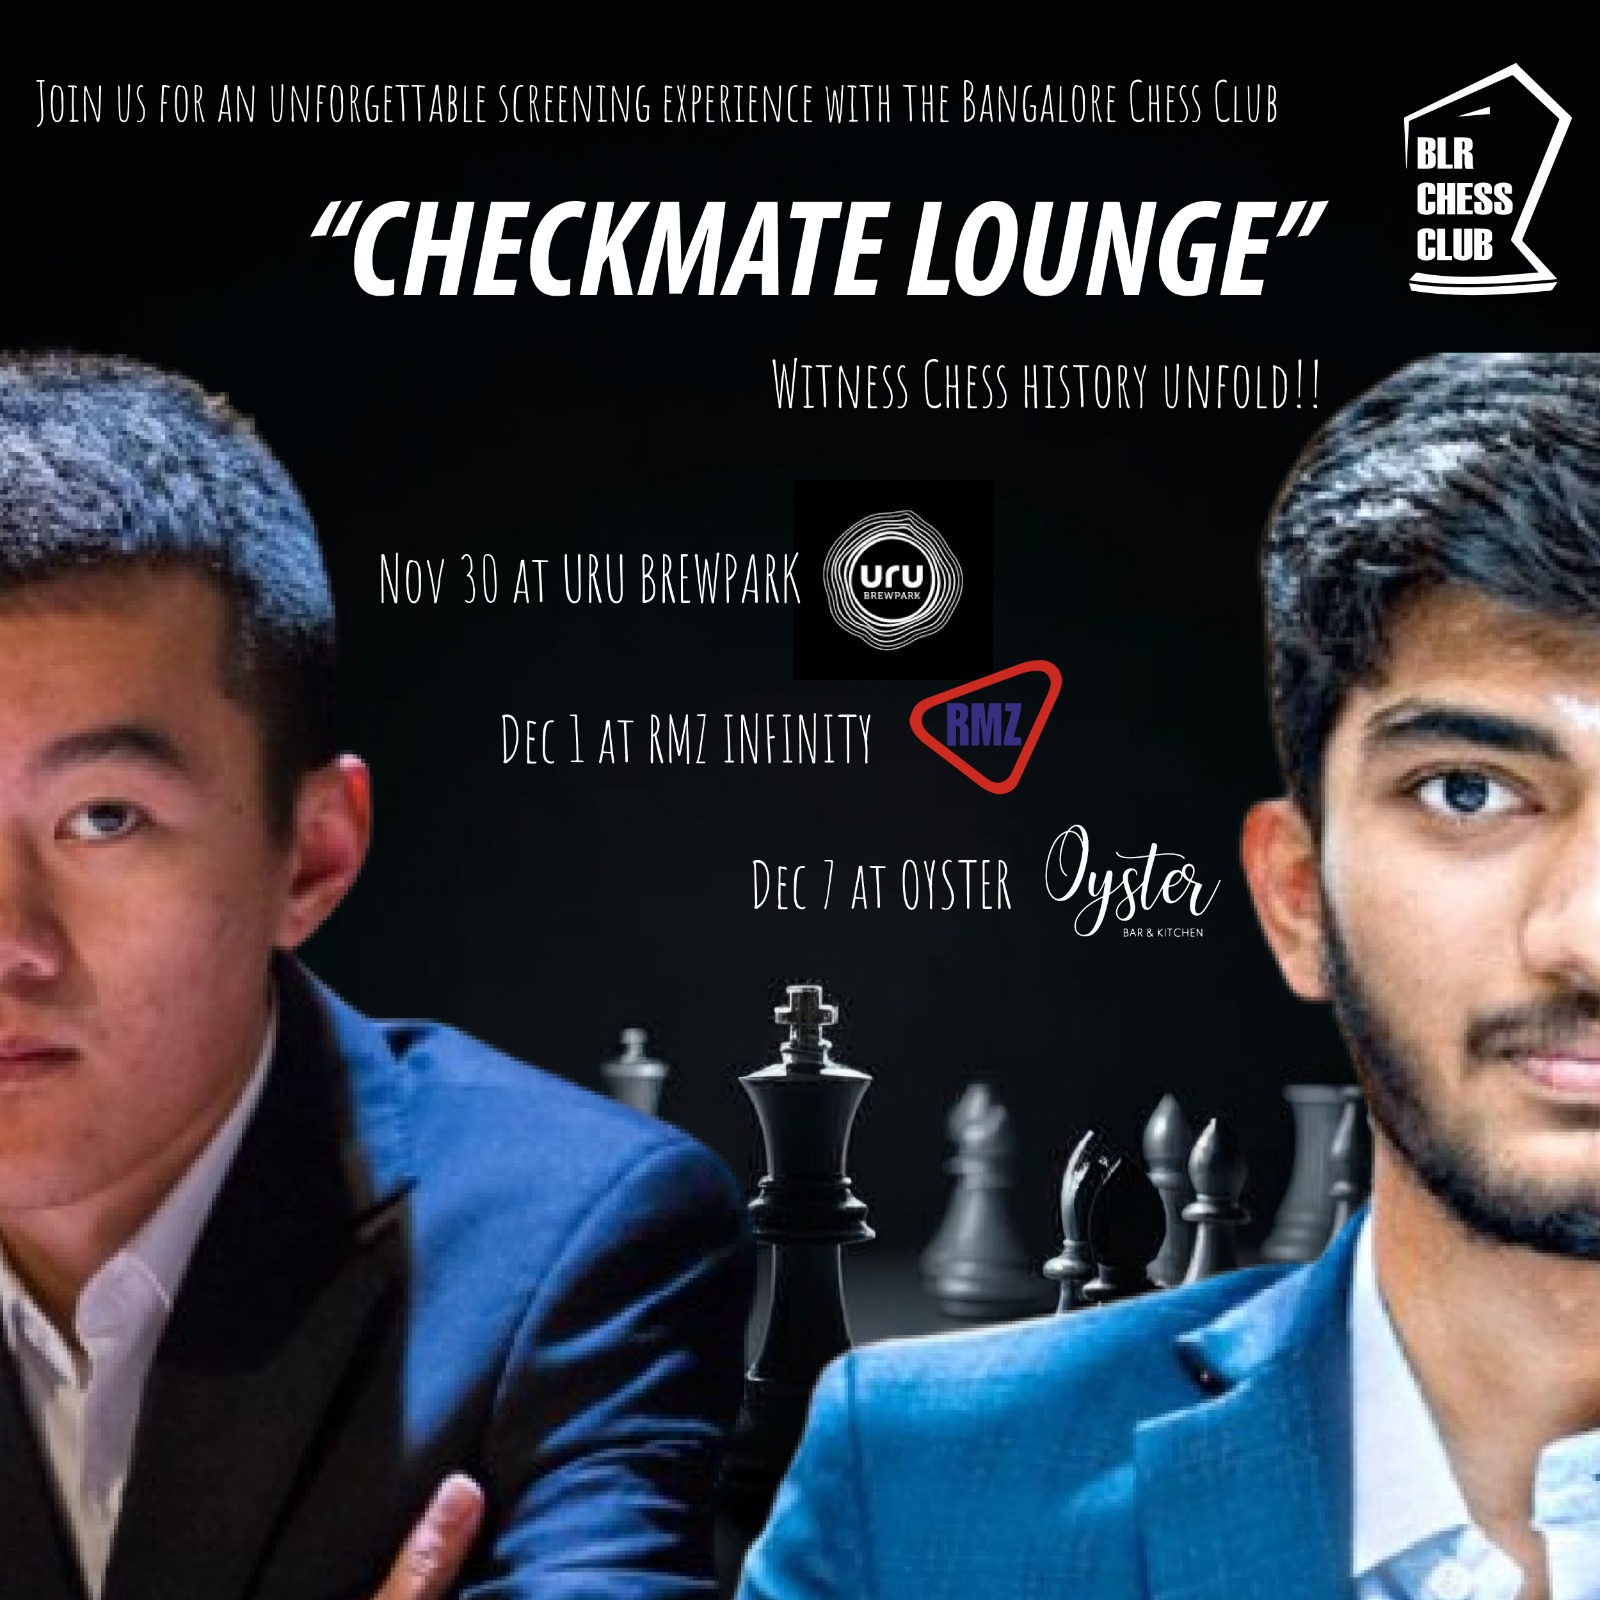 Join us for an unforgettable screening experience with the Bangalore Chess Club
BLR
CHESS
CLUB
“CHECKMATE LOUNGE”
Witness Chess history unfold!!
Nov 30 at URU BREWPARK
uru
BREWPARK
Dec 1 at RMZ INFINITY
RMZ
Dec 7 at OYSTER
Oyster
BAR & KITCHEN